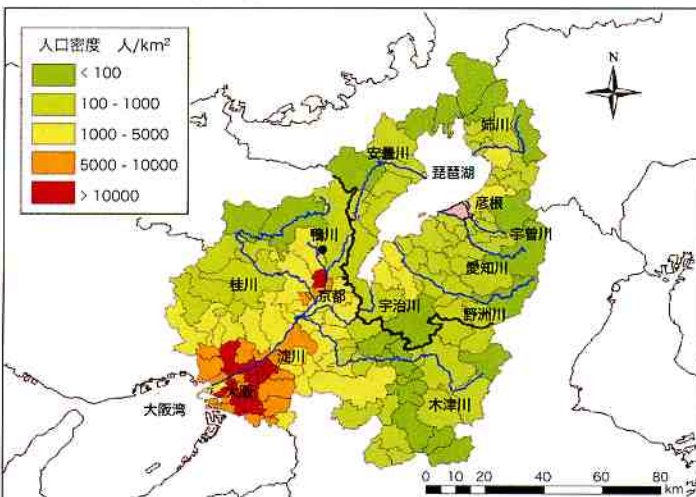 人口密度 人/km²
< 100
100 - 1000
1000 - 5000
5000 - 10000
> 10000
N
姉川
安曇川
琵琶湖
彦根
宇曽川
鴨川
愛知川
桂川
京都
宇治川
野洲川
淀川
大阪
大阪湾
木津川
0 10 20 40 60 80
km